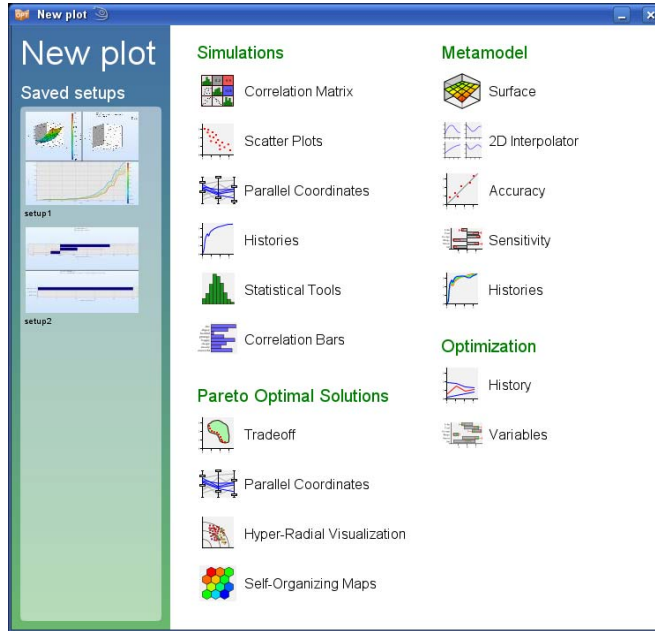 New plot
New plot
Saved setups
setup1
setup2
Simulations
Correlation Matrix
Scatter Plots
Parallel Coordinates
Histories
Statistical Tools
Correlation Bars
Pareto Optimal Solutions
Tradeoff
Parallel Coordinates
Hyper-Radial Visualization
Self-Organizing Maps
Metamodel
Surface
2D Interpolator
Accuracy
Sensitivity
Histories
Optimization
History
Variables